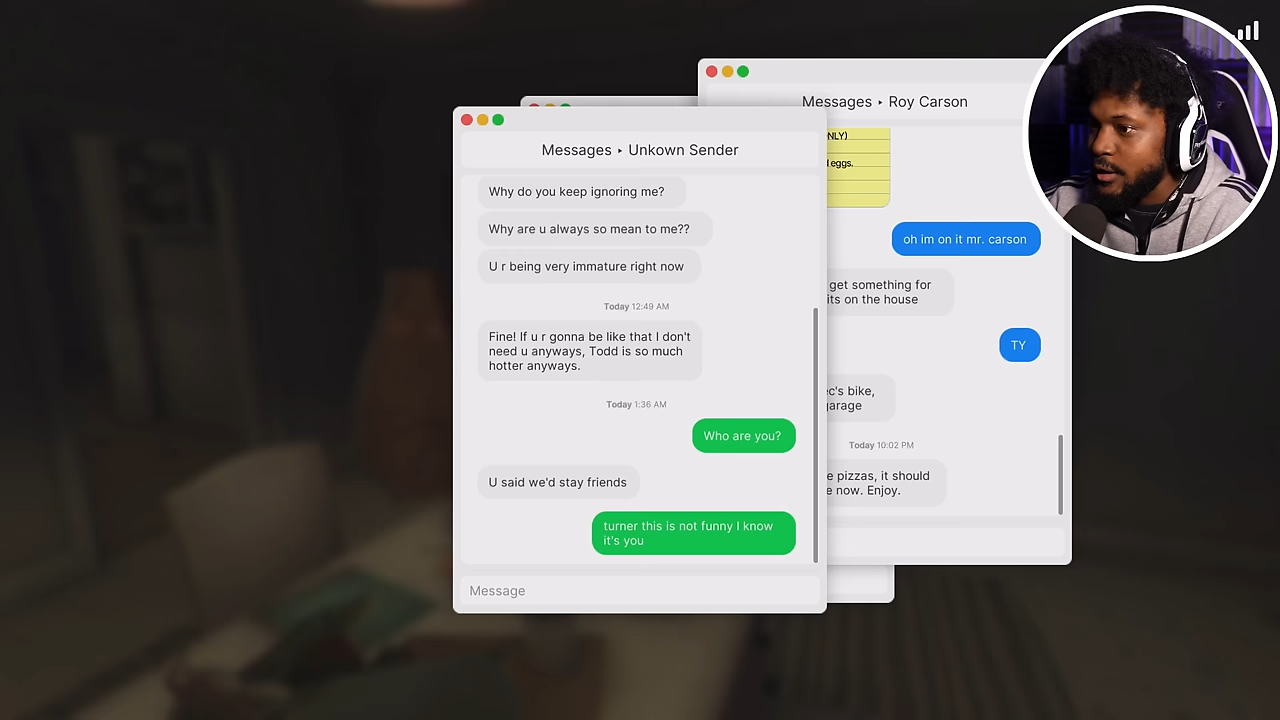 Messages ▸ Roy Carson
NLY)
eggs.
oh im on it mr. carson
get something for
its on the house
TY
c's bike,
garage
Today 10:02 PM
e pizzas, it should
e now. Enjoy.
Messages ▸ Unkown Sender
Why do you keep ignoring me?
Why are u always so mean to me??
U r being very immature right now
Today 12:49 AM
Fine! If u r gonna be like that I don't
need u anyways, Todd is so much
hotter anyways.
Today 1:36 AM
Who are you?
U said we'd stay friends
turner this is not funny I know
it's you
Message